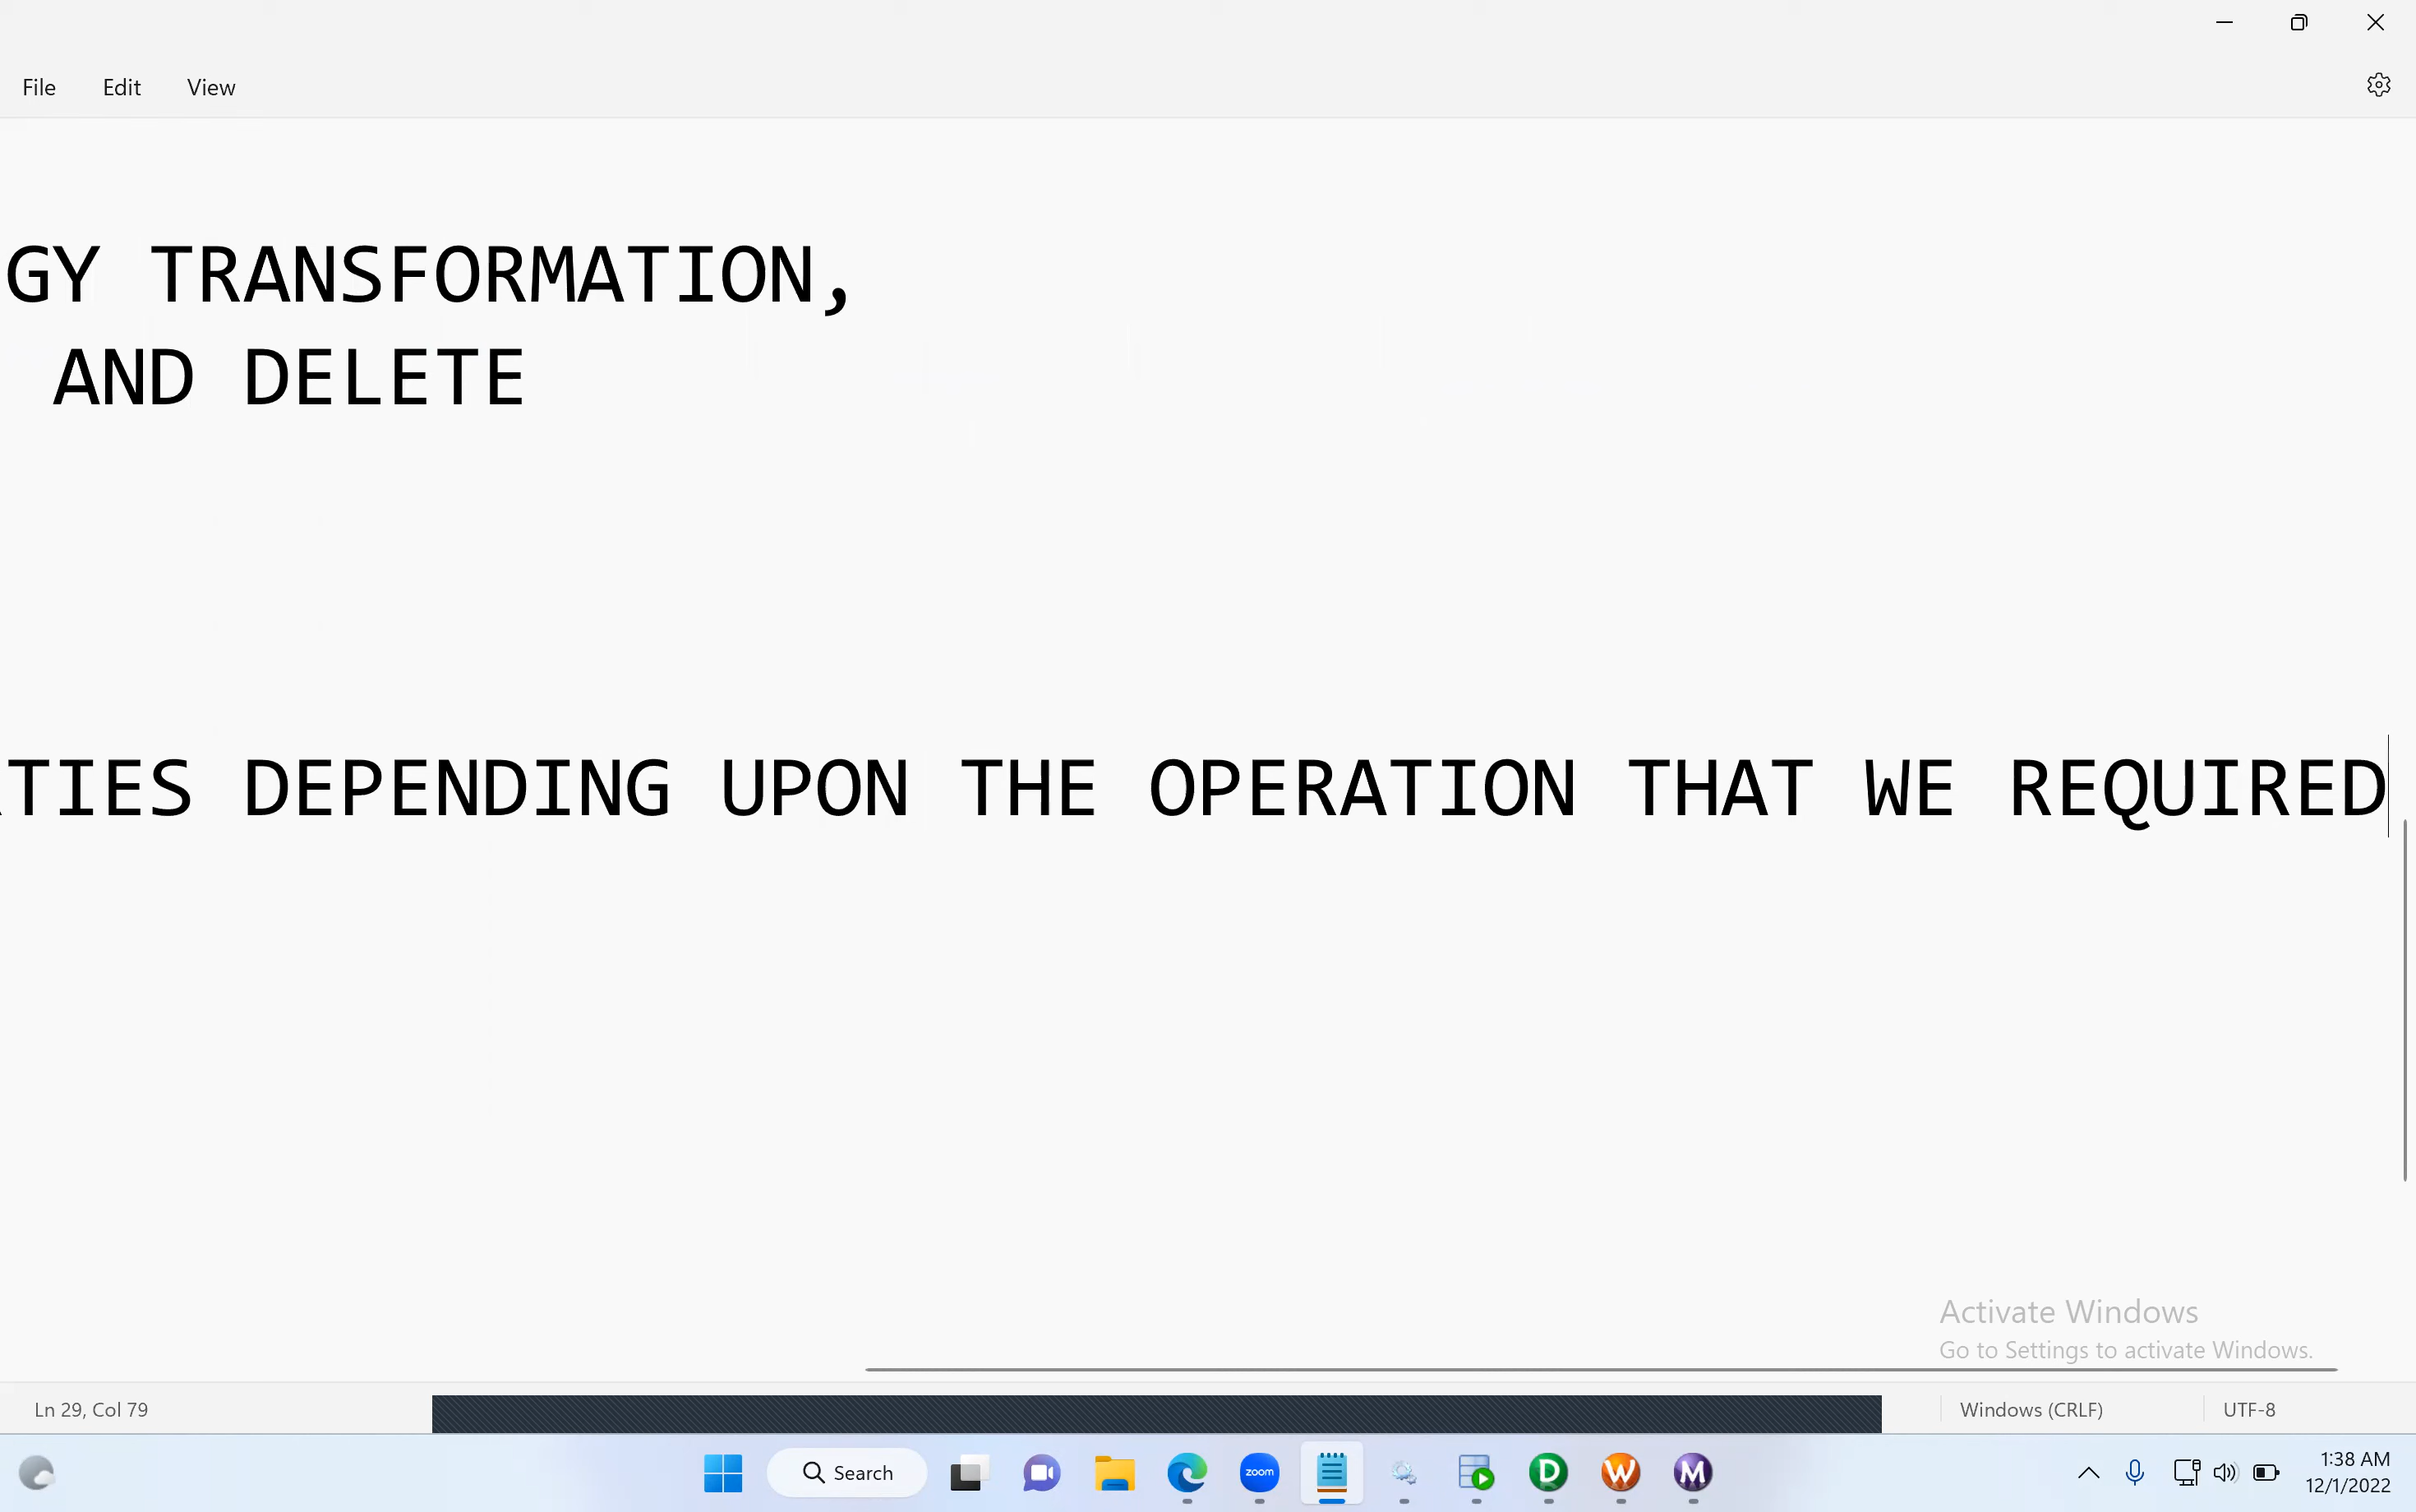 File Edit View
GY TRANSFORMATION,
AND DELETE
TIES DEPENDING UPON THE OPERATION THAT WE REQUIRED
Activate Windows
Go to Settings to activate Windows.
Ln 29, Col 79
Windows (CRLF)
UTF-8
Search
zoom
D
W
M
1:38 AM
12/1/2022